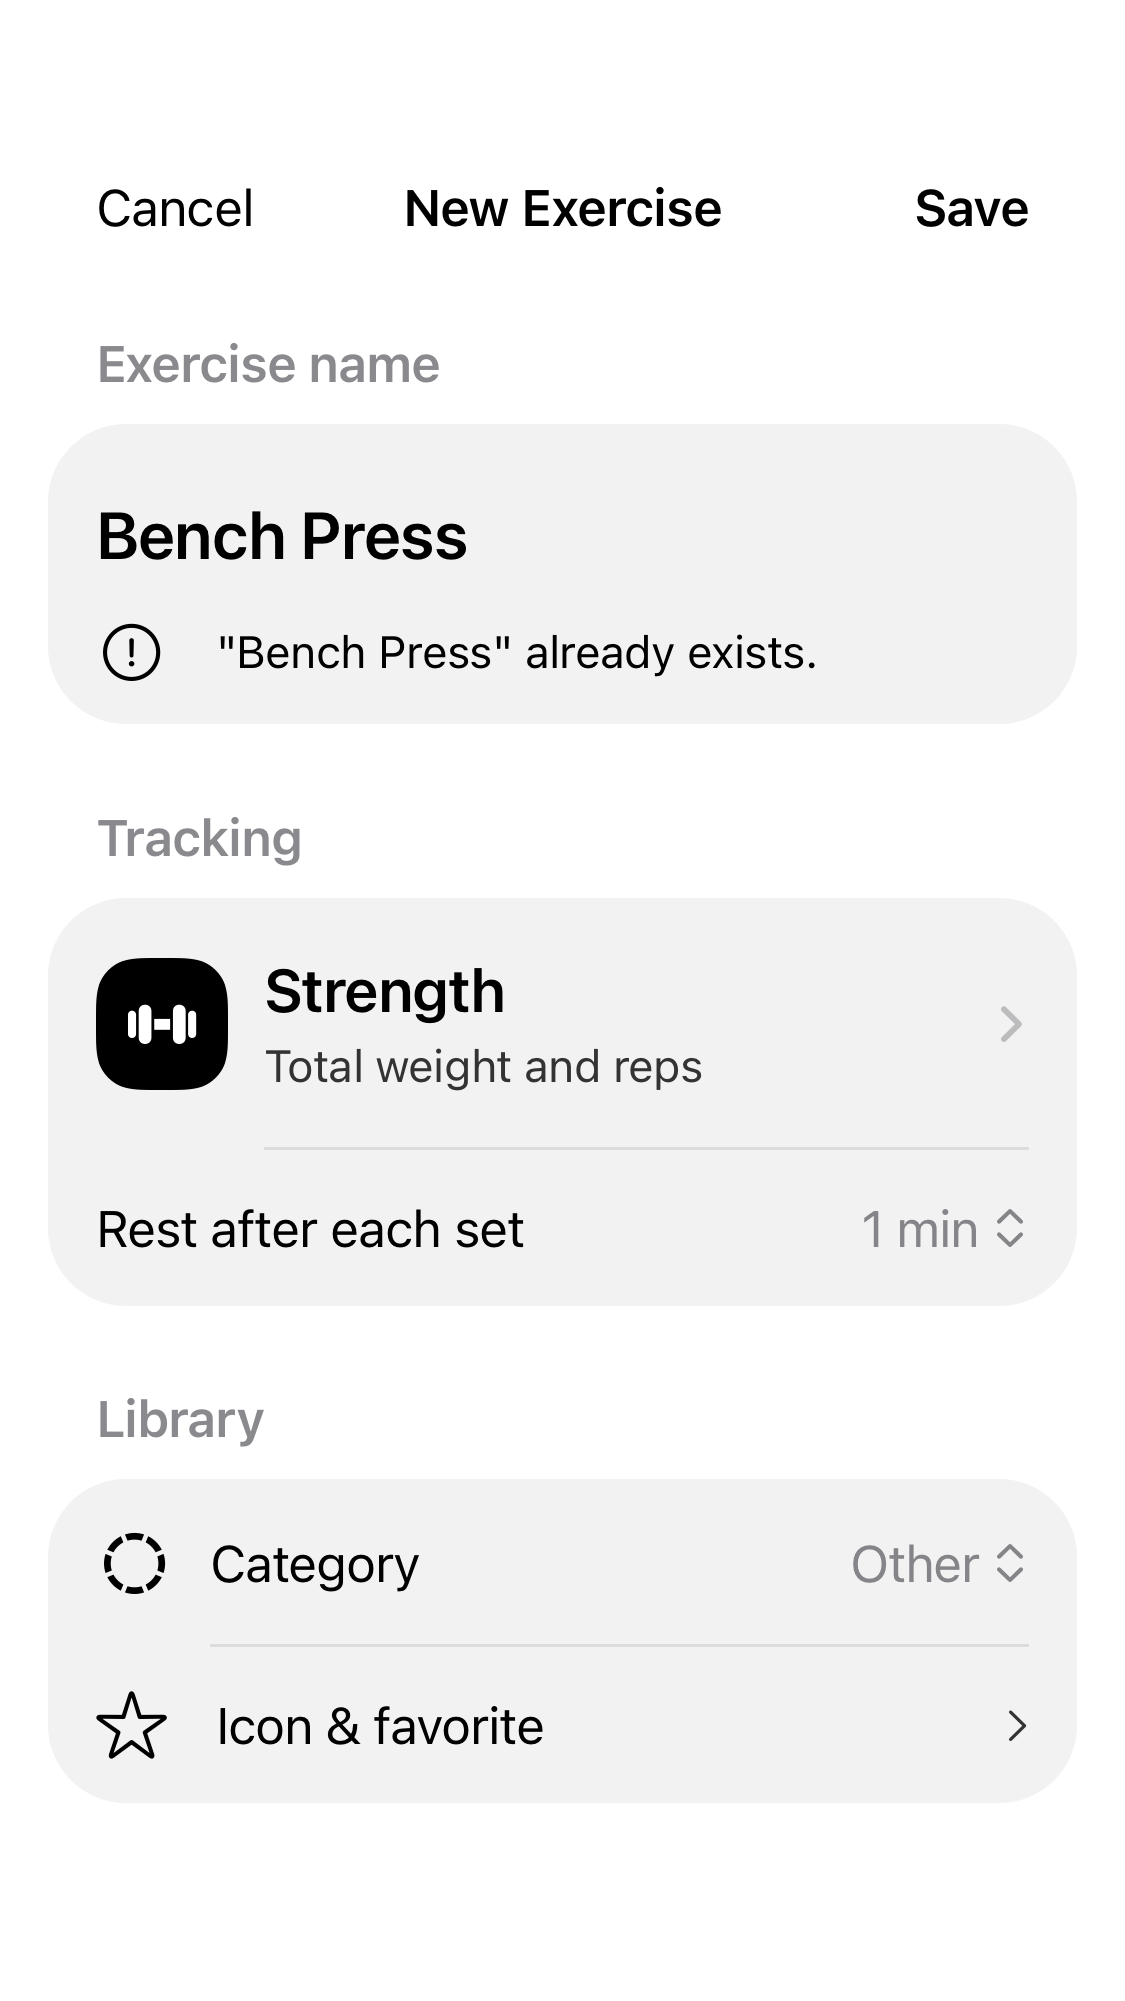 Cancel New Exercise Save
Exercise name
Bench Press
"Bench Press" already exists.
Tracking
Strength
Total weight and reps
Rest after each set 1 min
Library
Category Other
Icon & favorite